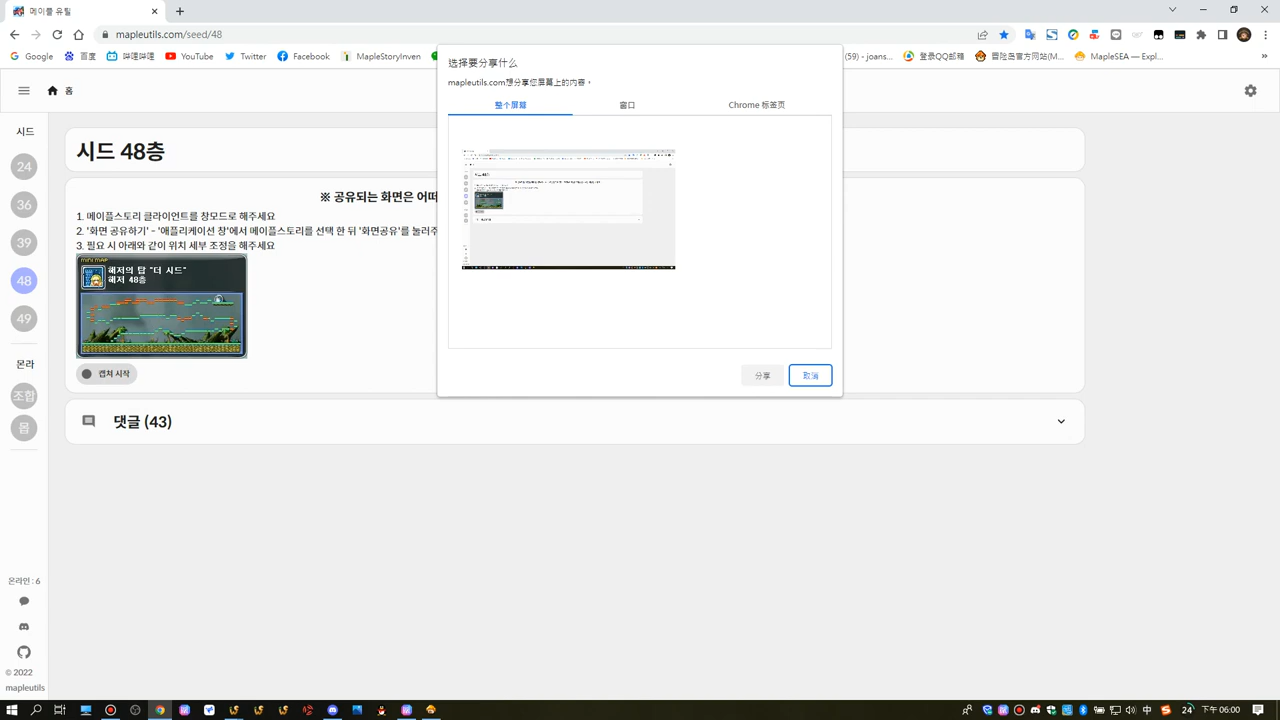 메이플 유틸
mapleutils.com/seed/48
Google
百度
哔哩哔哩
YouTube
Twitter
Facebook
MapleStoryInven
(59) - joans...
登录QQ邮箱
冒险岛官方网站(M...
MapleSEA — Expl...
选择要分享什么
mapleutils.com想分享您屏幕上的内容。
整个屏幕
窗口
Chrome 标签页
分享
取消
홈
시드
24
36
39
48
49
몬라
조합
몹
온라인 : 6
© 2022
mapleutils
시드 48층
※ 공유되는 화면은 어떠
1. 메이플스토리 클라이언트를 창모드로 해주세요
2. '화면 공유하기' - '애플리케이션 창'에서 메이플스토리를 선택 한 뒤 '화면공유'를 눌러주
3. 필요 시 아래와 같이 위치 세부 조정을 해주세요
MINI MAP
해저의 탑 "더 시드"
해저 48층
캡처 시작
댓글 (43)
中
24°
下午 06:00